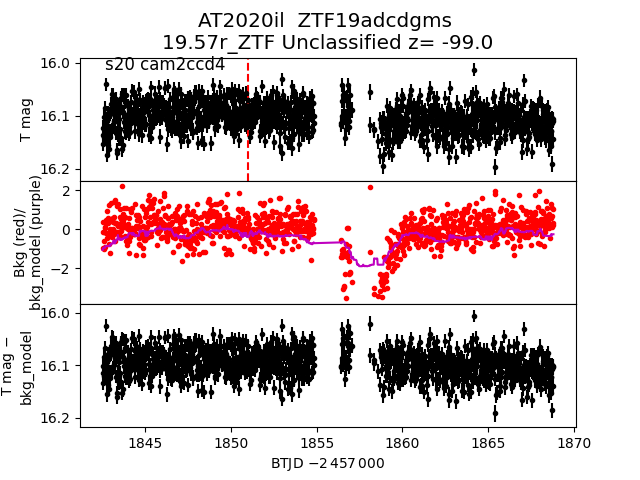 AT2020il  ZTF19adcdgms
19.57r_ZTF Unclassified z= -99.0
s20 cam2ccd4
16.0
16.1
16.2
T mag
2
0
−2
Bkg (red)/
bkg_model (purple)
16.0
16.1
16.2
T mag −
bkg_model
1845 1850 1855 1860 1865 1870
BTJD −2 457 000